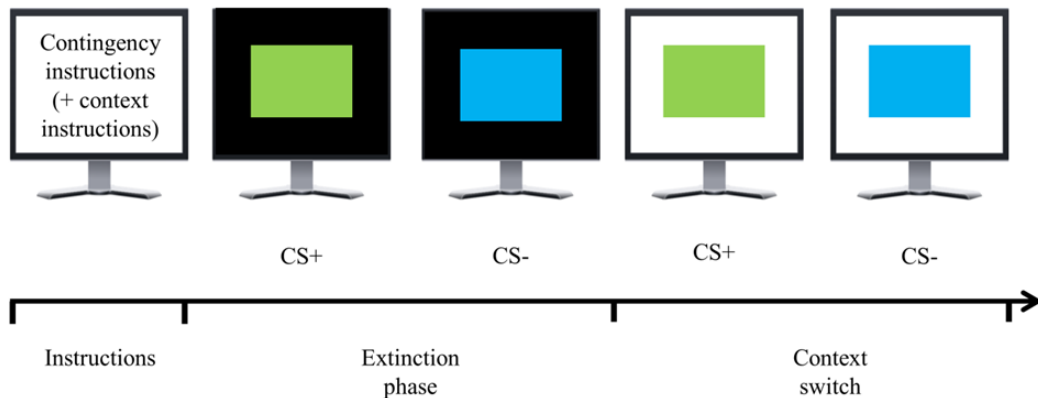 Contingency
instructions
(+ context
instructions)
CS+
CS-
CS+
CS-
Instructions
Extinction
phase
Context
switch